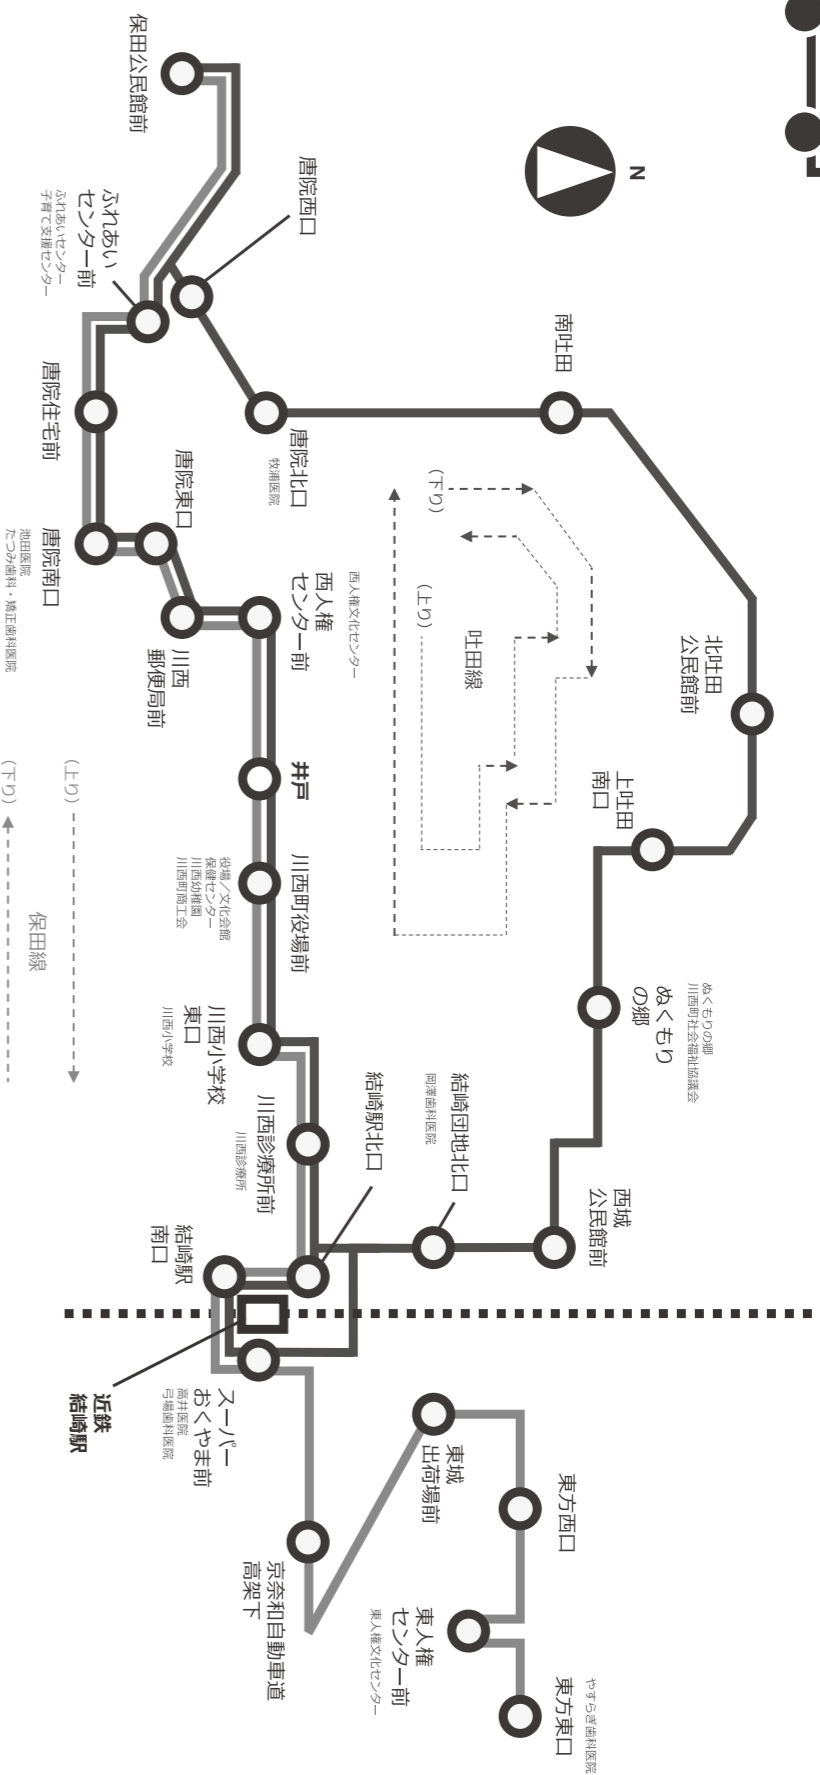 N
保田公民館前
唐院西口
ふれあい
センター前
ふれあいセンター
子育て支援センター
唐院住宅前
唐院北口
牧浦医院
南吐田
唐院東口
唐院南口
池田医院
たつみ歯科・矯正歯科医院
川西
郵便局前
西人権
センター前
西人権文化センター
(下り)
(上り)
吐田線
北吐田
公民館前
上吐田
南口
井戸
川西町役場前
役場／文化会館
保健センター
川西幼稚園
川西町商工会
(上り)
(下り)
保田線
ぬくもり
の郷
ぬくもりの郷
川西町社会福祉協議会
川西小学校
東口
川西小学校
川西診療所前
川西診療所
結崎駅北口
結崎団地北口
岡澤歯科医院
西城
公民館前
結崎駅
南口
近鉄
結崎駅
スーパー
おくやま前
高井医院
弓場歯科医院
東城
出荷場前
京奈和自動車道
高架下
東方西口
東人権
センター前
東人権文化センター
東方東口
やすらぎ歯科医院